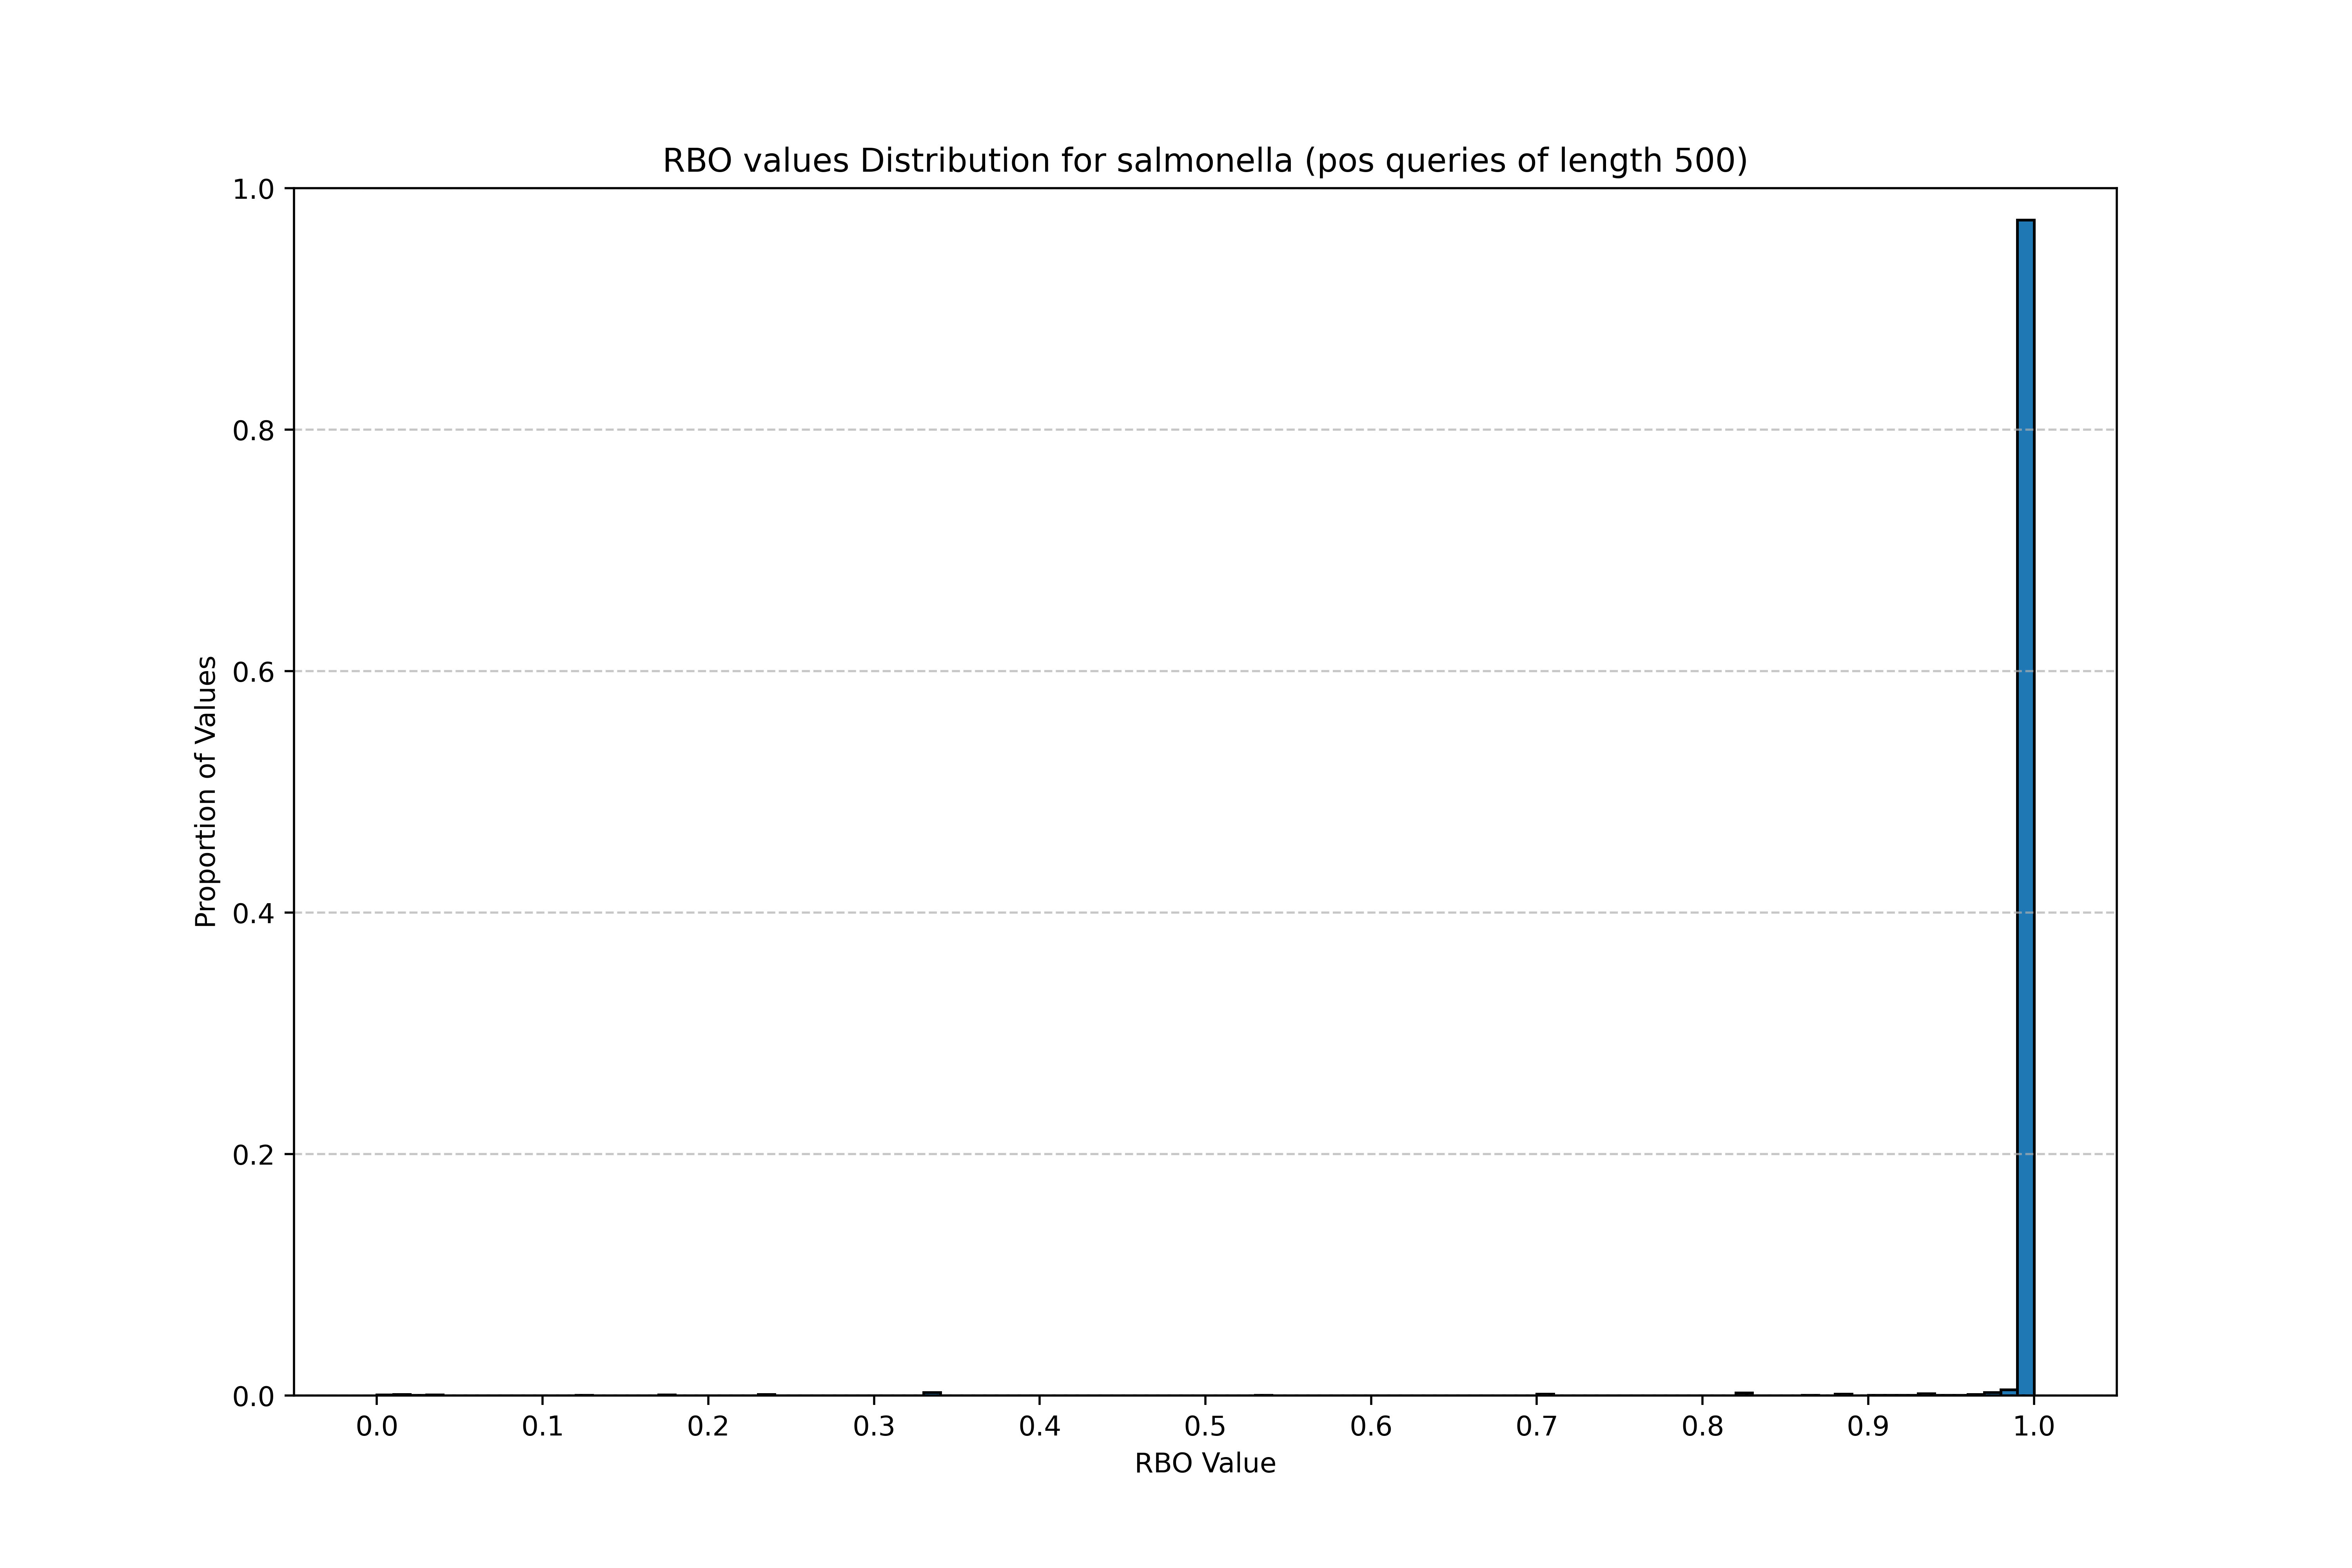 RBO values Distribution for salmonella (pos queries of length 500)
1.0
0.8
0.6
0.4
0.2
0.0
Proportion of Values
0.0 0.1 0.2 0.3 0.4 0.5 0.6 0.7 0.8 0.9 1.0
RBO Value